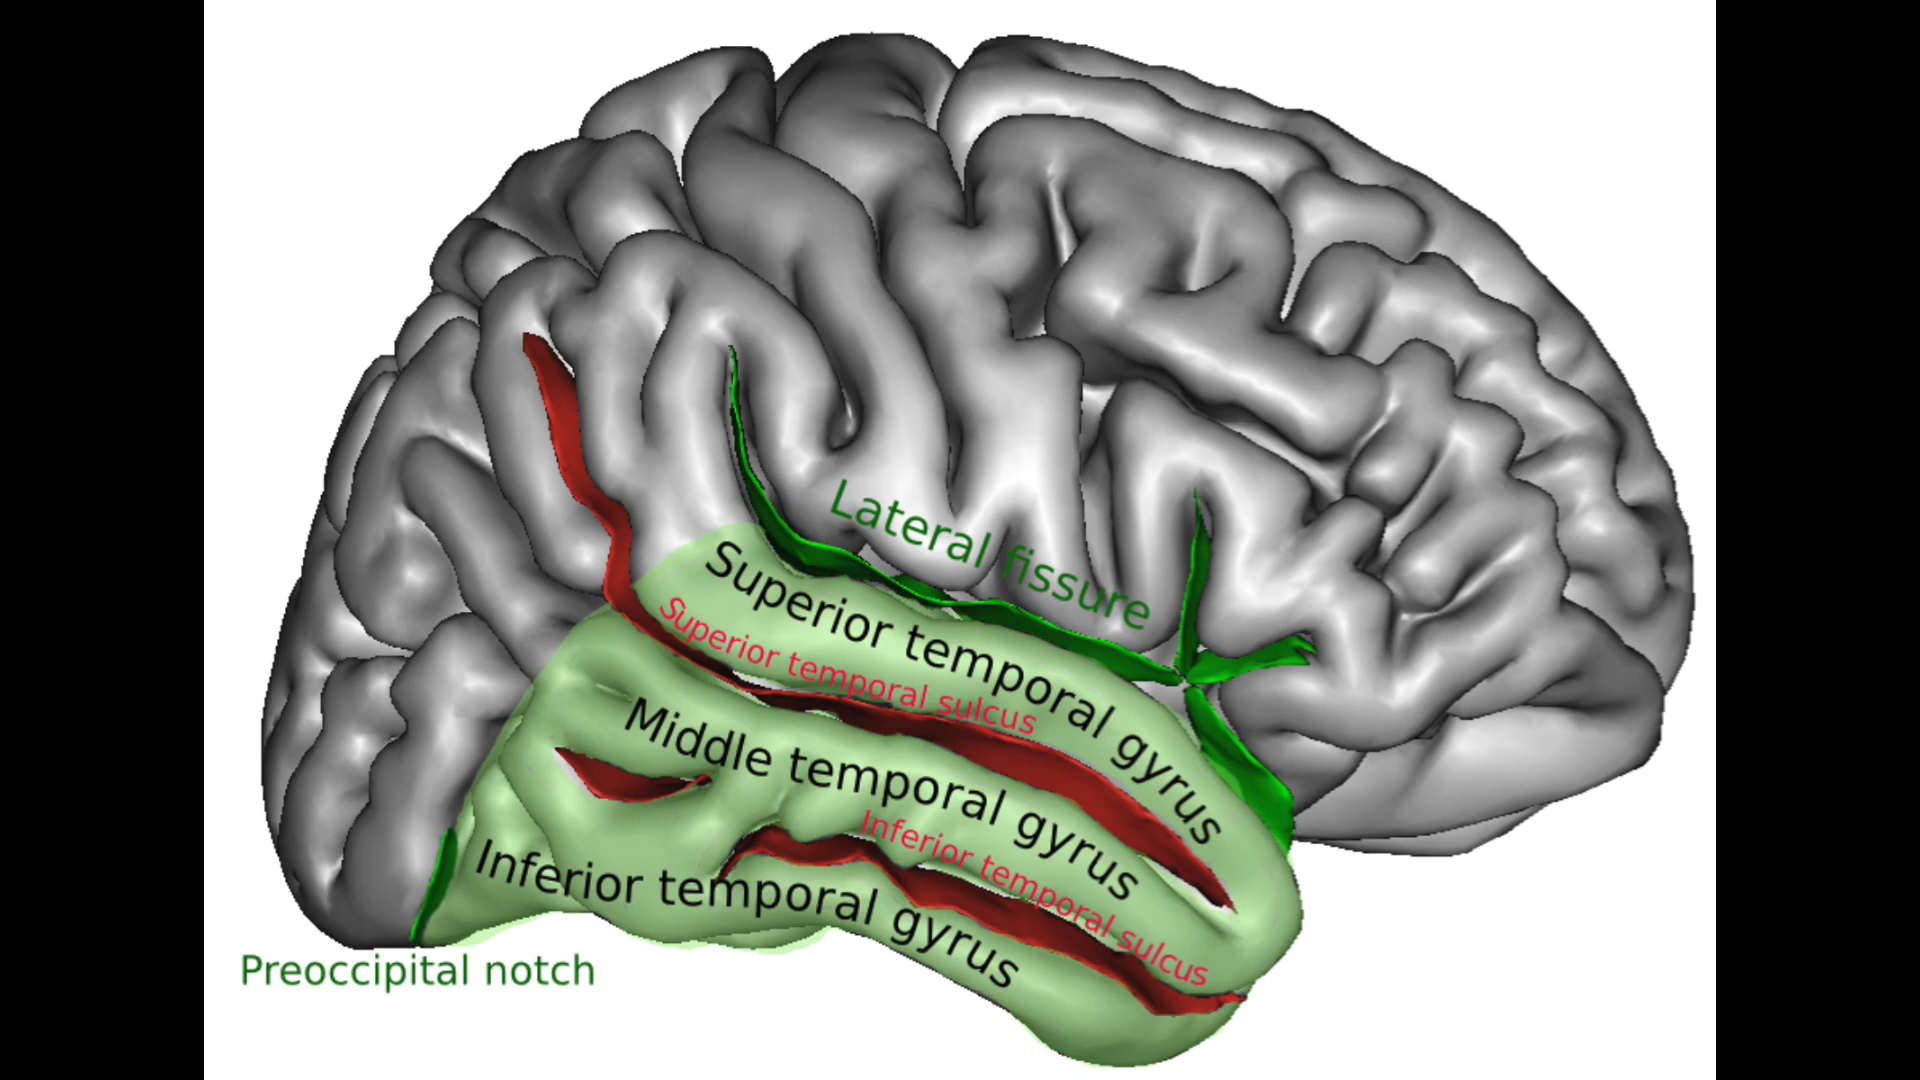 Lateral fissure
Superior temporal gyrus
Superior temporal sulcus
Middle temporal gyrus
Inferior temporal sulcus
Inferior temporal gyrus
Preoccipital notch